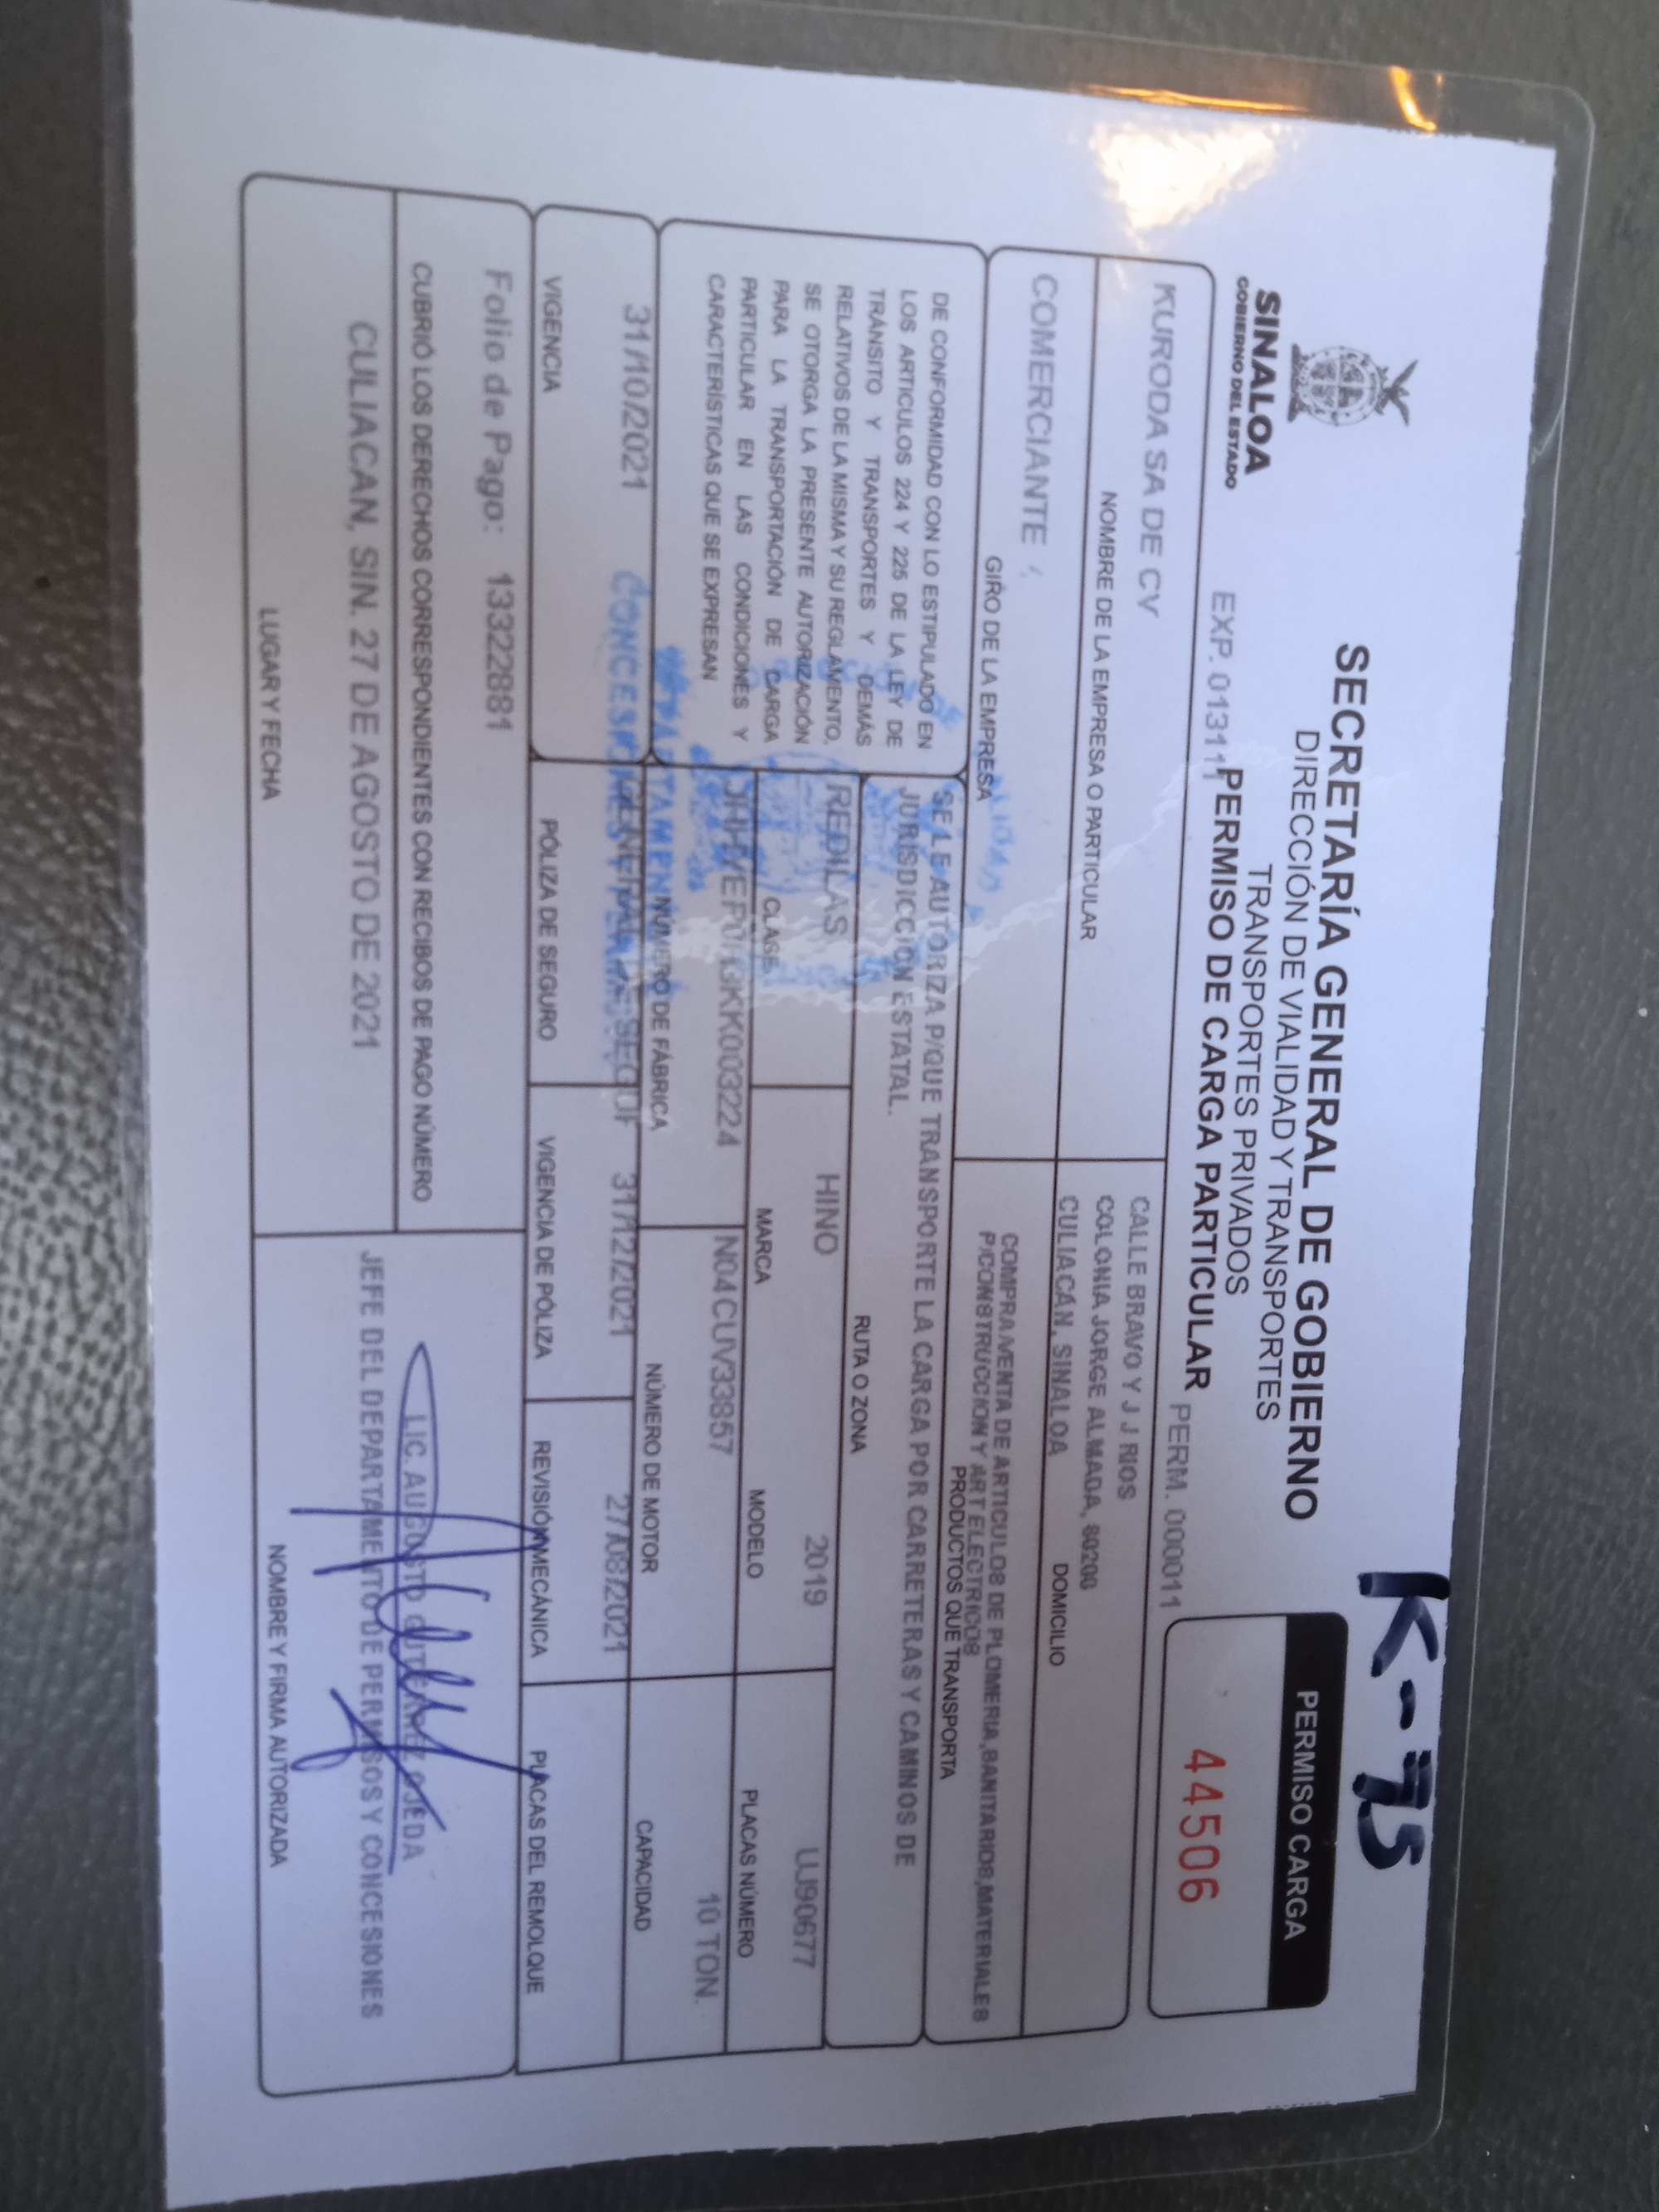 K-75
SECRETARÍA GENERAL DE GOBIERNO
DIRECCIÓN DE VIALIDAD Y TRANSPORTES
TRANSPORTES PRIVADOS
PERMISO DE CARGA PARTICULAR
SINALOA
GOBIERNO DEL ESTADO
EXP. 013111
PERM. 000011
PERMISO CARGA
44506
KURODA SA DE CV
NOMBRE DE LA EMPRESA O PARTICULAR
CALLE BRAVO Y J J RIOS
COLONIA JORGE ALMADA, 80200
CULIACÁN, SINALOA
DOMICILIO
COMERCIANTE
GIRO DE LA EMPRESA
COMPRA/VENTA DE ARTICULOS DE PLOMERIA,SANITARIOS,MATERIALES
P/CONSTRUCCION Y ART ELECTRICOS
PRODUCTOS QUE TRANSPORTA
DE CONFORMIDAD CON LO ESTIPULADO EN
LOS ARTICULOS 224 Y 225 DE LA LEY DE
TRÁNSITO Y TRANSPORTES Y DEMÁS
RELATIVOS DE LA MISMA Y SU REGLAMENTO,
SE OTORGA LA PRESENTE AUTORIZACIÓN
PARA LA TRANSPORTACIÓN DE CARGA
PARTICULAR EN LAS CONDICIONES Y
CARACTERÍSTICAS QUE SE EXPRESAN
SE LE AUTORIZA P/QUE TRANSPORTE LA CARGA POR CARRETERAS Y CAMINOS DE
JURISDICCION ESTATAL.
RUTA O ZONA
REDILAS
HINO
2019
UJ90677
CLASE
MARCA
MODELO
PLACAS NÚMERO
N04CUV33857
10 TON.
NÚMERO DE FÁBRICA
NÚMERO DE MOTOR
CAPACIDAD
31/10/2021
31/12/2021
27/08/2021
VIGENCIA
PÓLIZA DE SEGURO
VIGENCIA DE PÓLIZA
REVISIÓN MECÁNICA
PLACAS DEL REMOLQUE
Folio de Pago: 13322881
CUBRIÓ LOS DERECHOS CORRESPONDIENTES CON RECIBOS DE PAGO NÚMERO
CULIACAN, SIN. 27 DE AGOSTO DE 2021
LUGAR Y FECHA
LIC. AUGUSTO GUTIERREZ OJEDA
JEFE DEL DEPARTAMENTO DE PERMISOS Y CONCESIONES
NOMBRE Y FIRMA AUTORIZADA